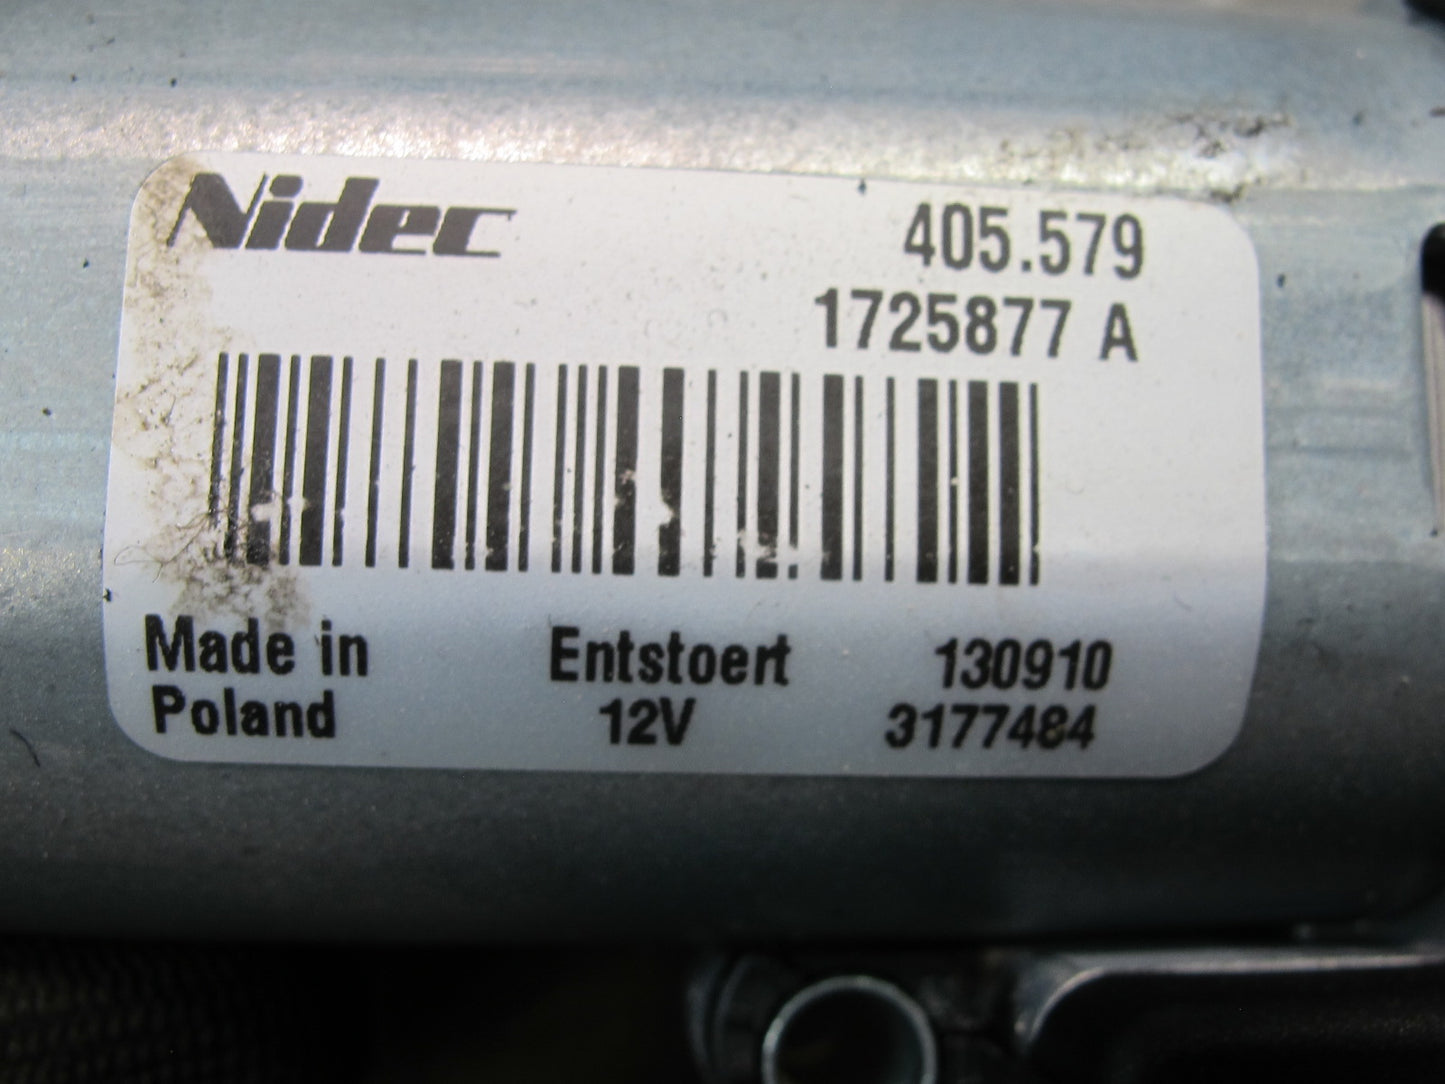 Nidec
405.579
1725877 A
Made in Poland
Entstoert 12V
130910
3177484